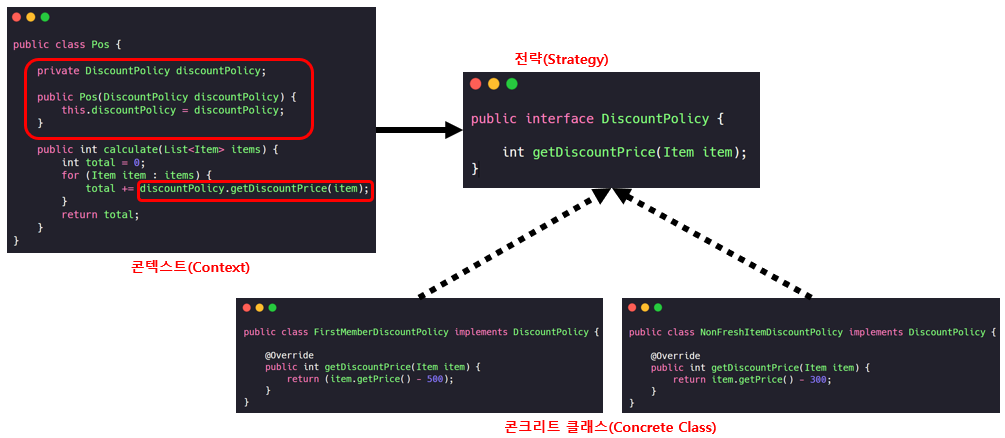 public class Pos {
private DiscountPolicy discountPolicy;
public Pos(DiscountPolicy discountPolicy) {
this.discountPolicy = discountPolicy;
}
public int calculate(List<Item> items) {
int total = 0;
for (Item item : items) {
total += discountPolicy.getDiscountPrice(item);
}
return total;
}
}
콘텍스트(Context)
전략(Strategy)
public interface DiscountPolicy {
int getDiscountPrice(Item item);
}
public class FirstMemberDiscountPolicy implements DiscountPolicy {
@Override
public int getDiscountPrice(Item item) {
return (item.getPrice() - 500);
}
}
public class NonFreshItemDiscountPolicy implements DiscountPolicy {
@Override
public int getDiscountPrice(Item item) {
return item.getPrice() - 300;
}
}
콘크리트 클래스(Concrete Class)